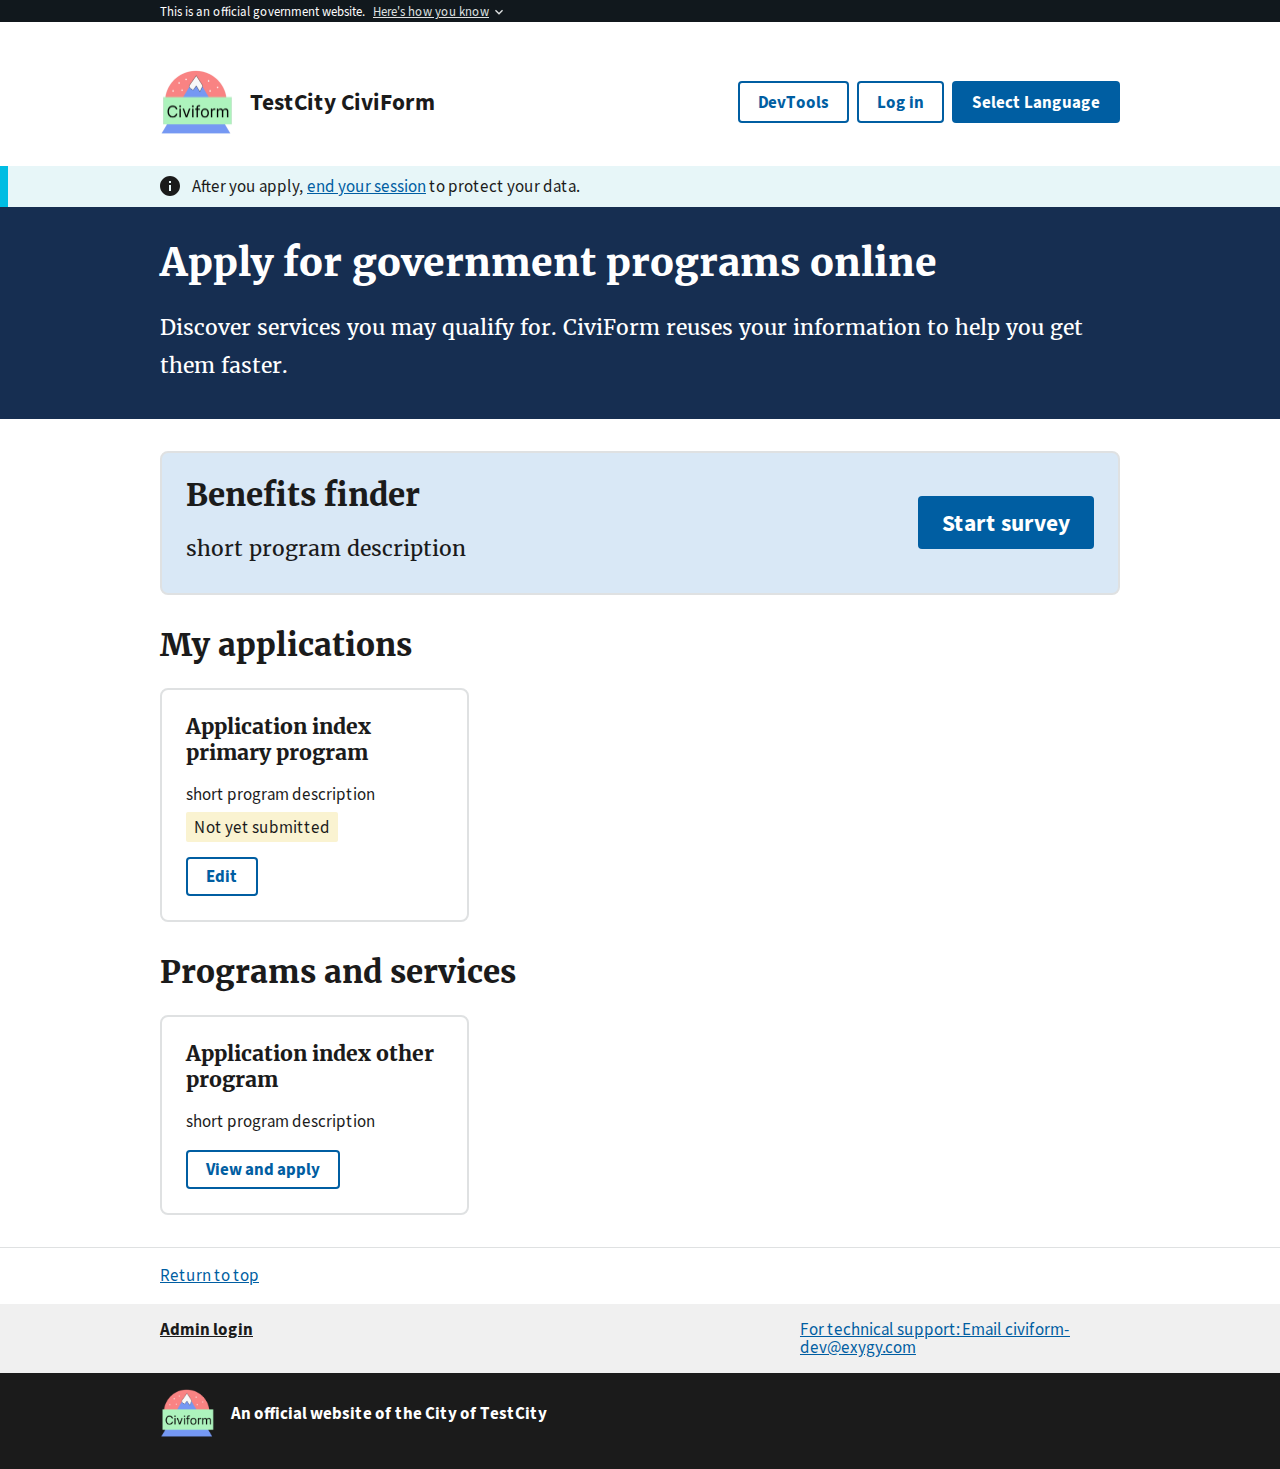 This is an official government website. Here's how you know
Civiform
TestCity CiviForm
DevTools
Log in
Select Language
After you apply, end your session to protect your data.
Apply for government programs online
Discover services you may qualify for. CiviForm reuses your information to help you get
them faster.
Benefits finder
short program description
Start survey
My applications
Application index
primary program
short program description
Not yet submitted
Edit
Programs and services
Application index other
program
short program description
View and apply
Return to top
Admin login
For technical support: Email civiform-
dev@exygy.com
Civiform
An official website of the City of TestCity